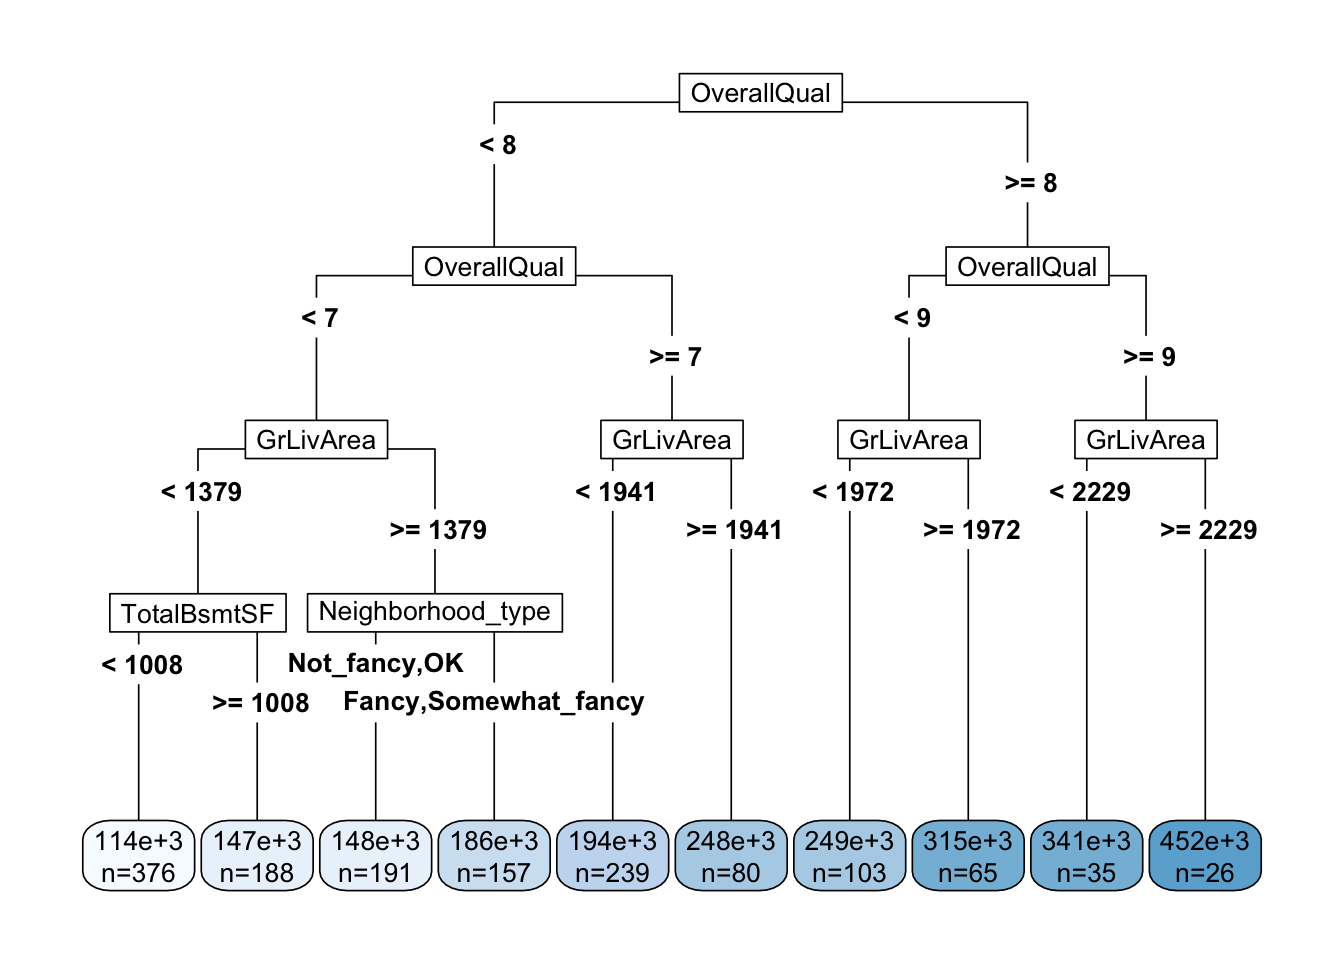 OverallQual
< 8
>= 8
OverallQual
OverallQual
< 7
< 9
>= 7
>= 9
GrLivArea
GrLivArea
GrLivArea
GrLivArea
< 1379
< 1941
< 1972
< 2229
>= 1379
>= 1941
>= 1972
>= 2229
TotalBsmtSF
Neighborhood_type
< 1008
Not_fancy,OK
>= 1008
Fancy,Somewhat_fancy
114e+3
n=376
147e+3
n=188
148e+3
n=191
186e+3
n=157
194e+3
n=239
248e+3
n=80
249e+3
n=103
315e+3
n=65
341e+3
n=35
452e+3
n=26